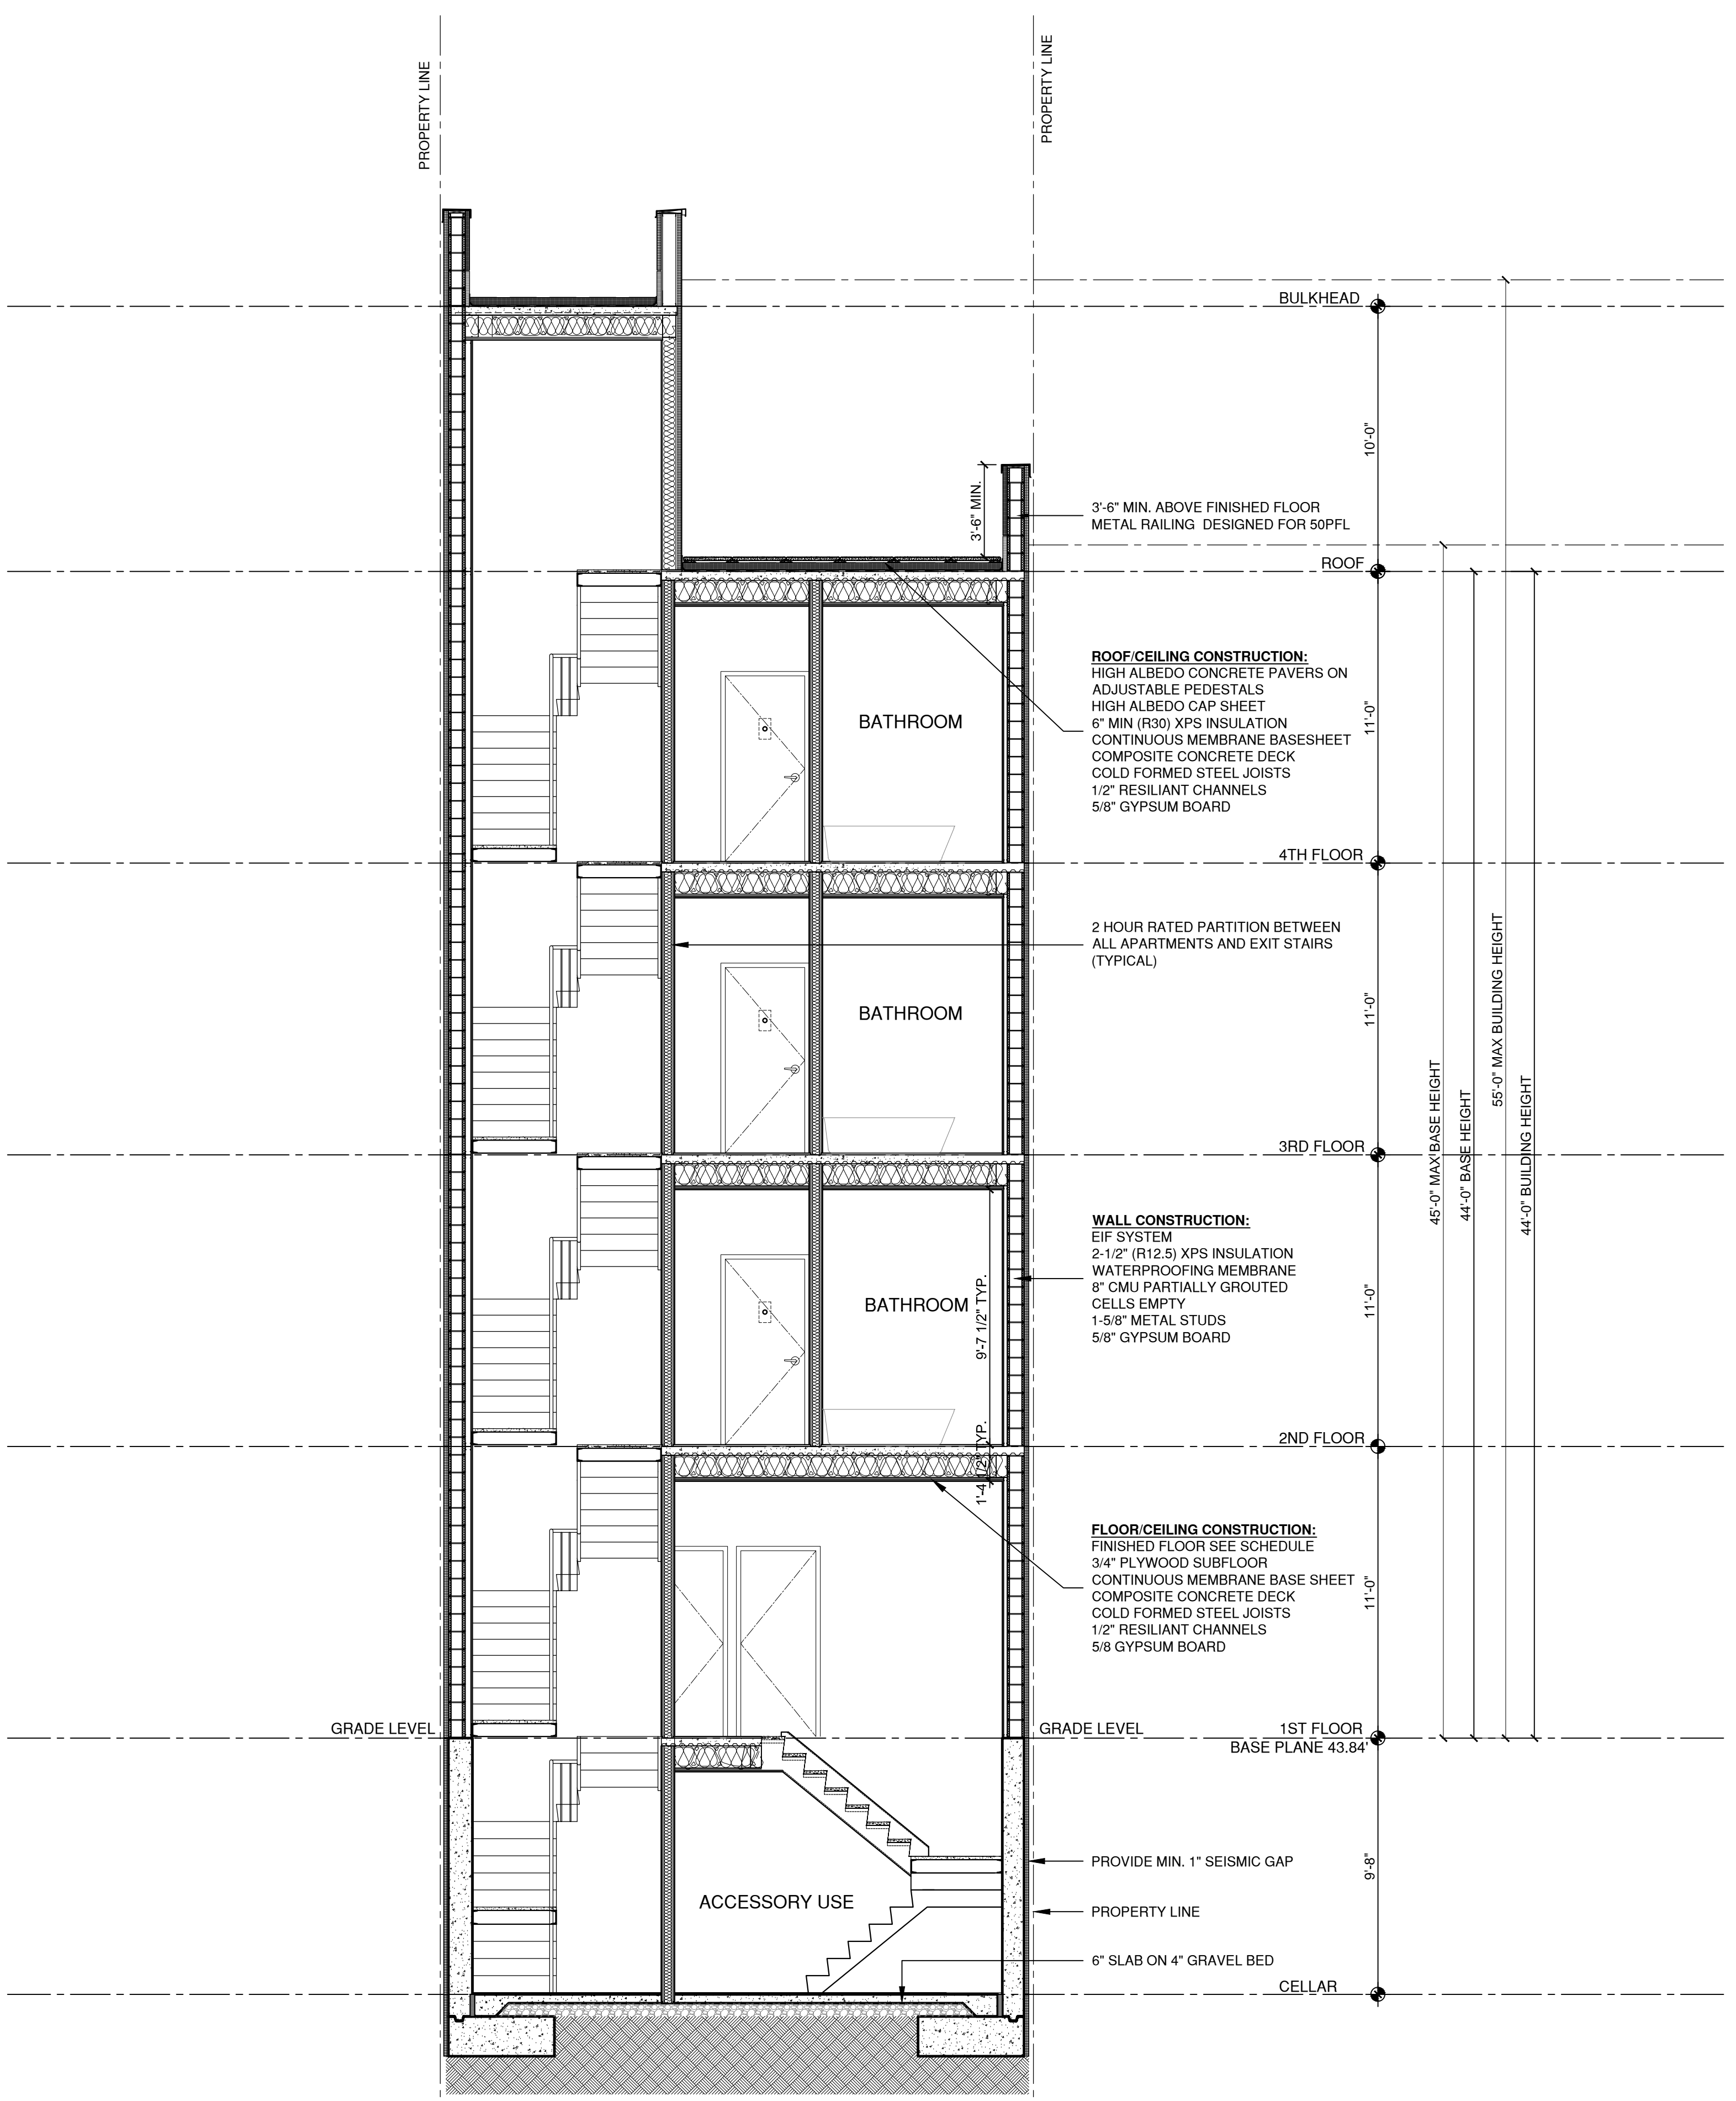 PROPERTY LINE
PROPERTY LINE
BULKHEAD
10'-0"
3'-6" MIN.
3'-6" MIN. ABOVE FINISHED FLOOR
METAL RAILING DESIGNED FOR 50PFL
ROOF
ROOF/CEILING CONSTRUCTION:
HIGH ALBEDO CONCRETE PAVERS ON
ADJUSTABLE PEDESTALS
HIGH ALBEDO CAP SHEET
6" MIN (R30) XPS INSULATION
CONTINUOUS MEMBRANE BASESHEET
COMPOSITE CONCRETE DECK
COLD FORMED STEEL JOISTS
1/2" RESILIANT CHANNELS
5/8" GYPSUM BOARD
11'-0"
BATHROOM
4TH FLOOR
2 HOUR RATED PARTITION BETWEEN
ALL APARTMENTS AND EXIT STAIRS
(TYPICAL)
BATHROOM
11'-0"
55'-0" MAX BUILDING HEIGHT
45'-0" MAX BASE HEIGHT
44'-0" BASE HEIGHT
44'-0" BUILDING HEIGHT
3RD FLOOR
WALL CONSTRUCTION:
EIF SYSTEM
2-1/2" (R12.5) XPS INSULATION
WATERPROOFING MEMBRANE
8" CMU PARTIALLY GROUTED
CELLS EMPTY
1-5/8" METAL STUDS
5/8" GYPSUM BOARD
BATHROOM
9'-7 1/2" TYP.
11'-0"
2ND FLOOR
1'-4 1/2" TYP.
FLOOR/CEILING CONSTRUCTION:
FINISHED FLOOR SEE SCHEDULE
3/4" PLYWOOD SUBFLOOR
CONTINUOUS MEMBRANE BASE SHEET
COMPOSITE CONCRETE DECK
COLD FORMED STEEL JOISTS
1/2" RESILIANT CHANNELS
5/8 GYPSUM BOARD
11'-0"
GRADE LEVEL
GRADE LEVEL
1ST FLOOR
BASE PLANE 43.84'
PROVIDE MIN. 1" SEISMIC GAP
9'-8"
ACCESSORY USE
PROPERTY LINE
6" SLAB ON 4" GRAVEL BED
CELLAR